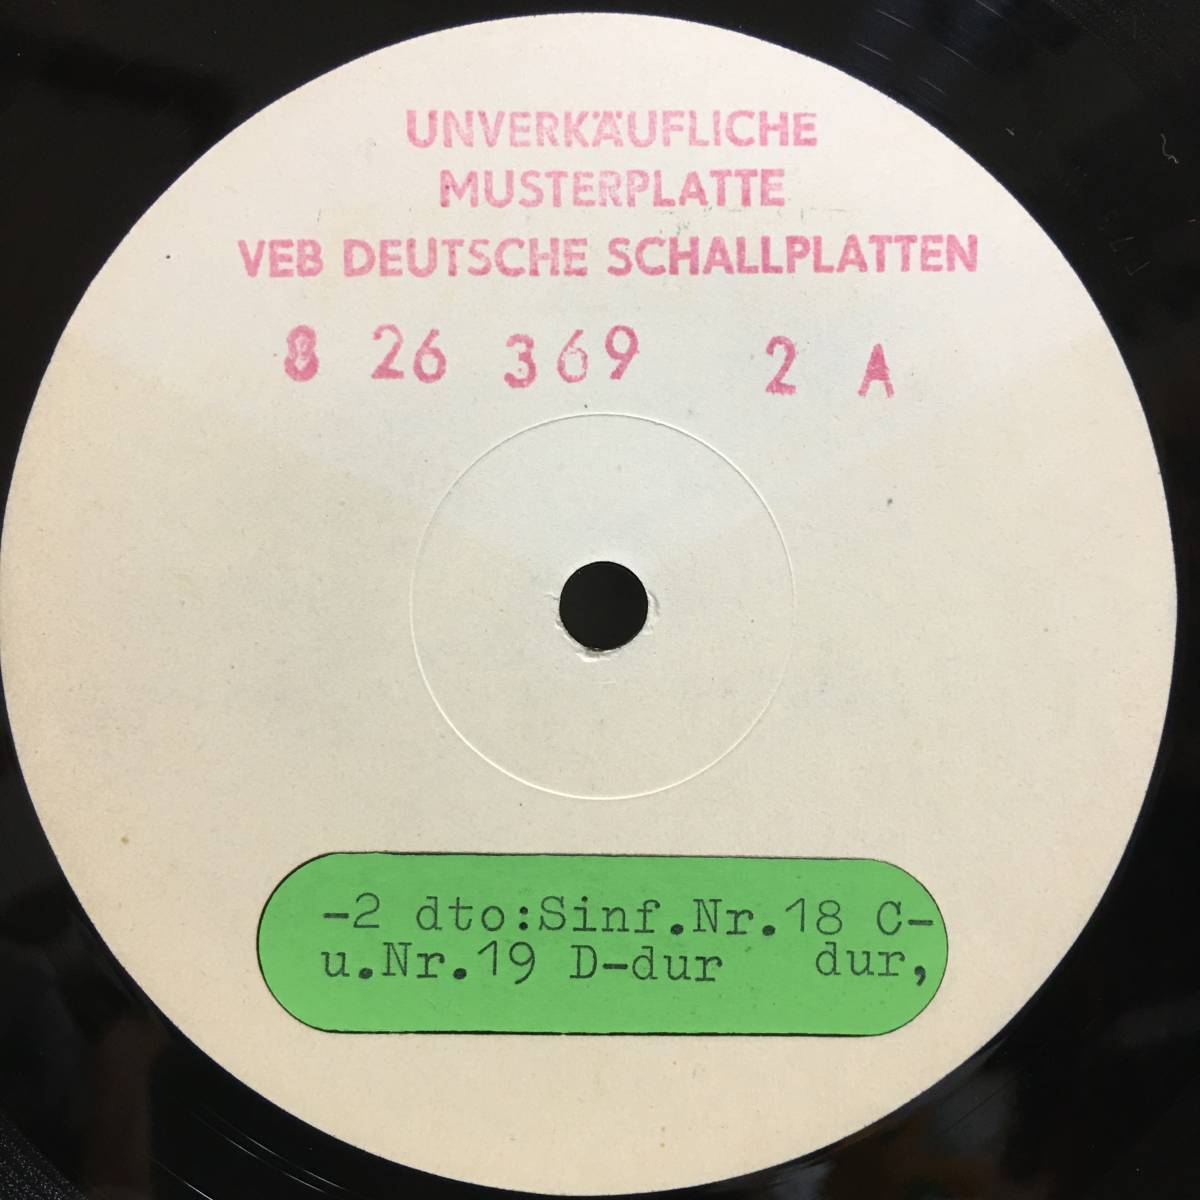 UNVERKÄUFLICHE
MUSTERPLATTE
VEB DEUTSCHE SCHALLPLATTEN
8 26 369 2 A
-2 dto:Sinf.Nr.18 C-
u.Nr.19 D-dur dur,